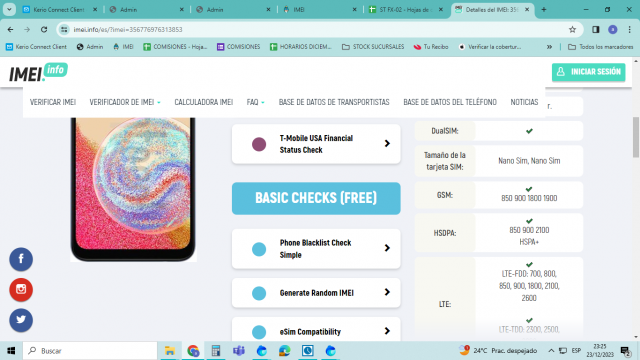 Kerio Connect Client
Admin
Admin
IMEI
ST FX-02 - Hojas de
Detalles del IMEI: 35
imei.info/es/?imei=356776976313853
Kerio Connect Client
Admin
IMEI
COMISIONES - Hoja...
COMISIONES
HORARIOS DICIEM...
STOCK SUCURSALES
Tu Recibo
Verificar la cobertur...
Todos los marcadores
IMEI.info
INICIAR SESIÓN
VERIFICAR IMEI
VERIFICADOR DE IMEI
CALCULADORA IMEI
FAQ
BASE DE DATOS DE TRANSPORTISTAS
BASE DE DATOS DEL TELÉFONO
NOTICIAS
T-Mobile USA Financial
Status Check
BASIC CHECKS (FREE)
Phone Blacklist Check
Simple
Generate Random IMEI
eSim Compatibility
DualSIM:
Tamaño de la
tarjeta SIM:
Nano Sim, Nano Sim
GSM:
850 900 1800 1900
HSDPA:
850 900 2100
HSPA+
LTE:
LTE-FDD: 700, 800,
850, 900, 1800, 2100,
2600
LTE-TDD: 2300, 2500,
Buscar
24°C Prac. despejado
ESP
23:25
23/12/2023